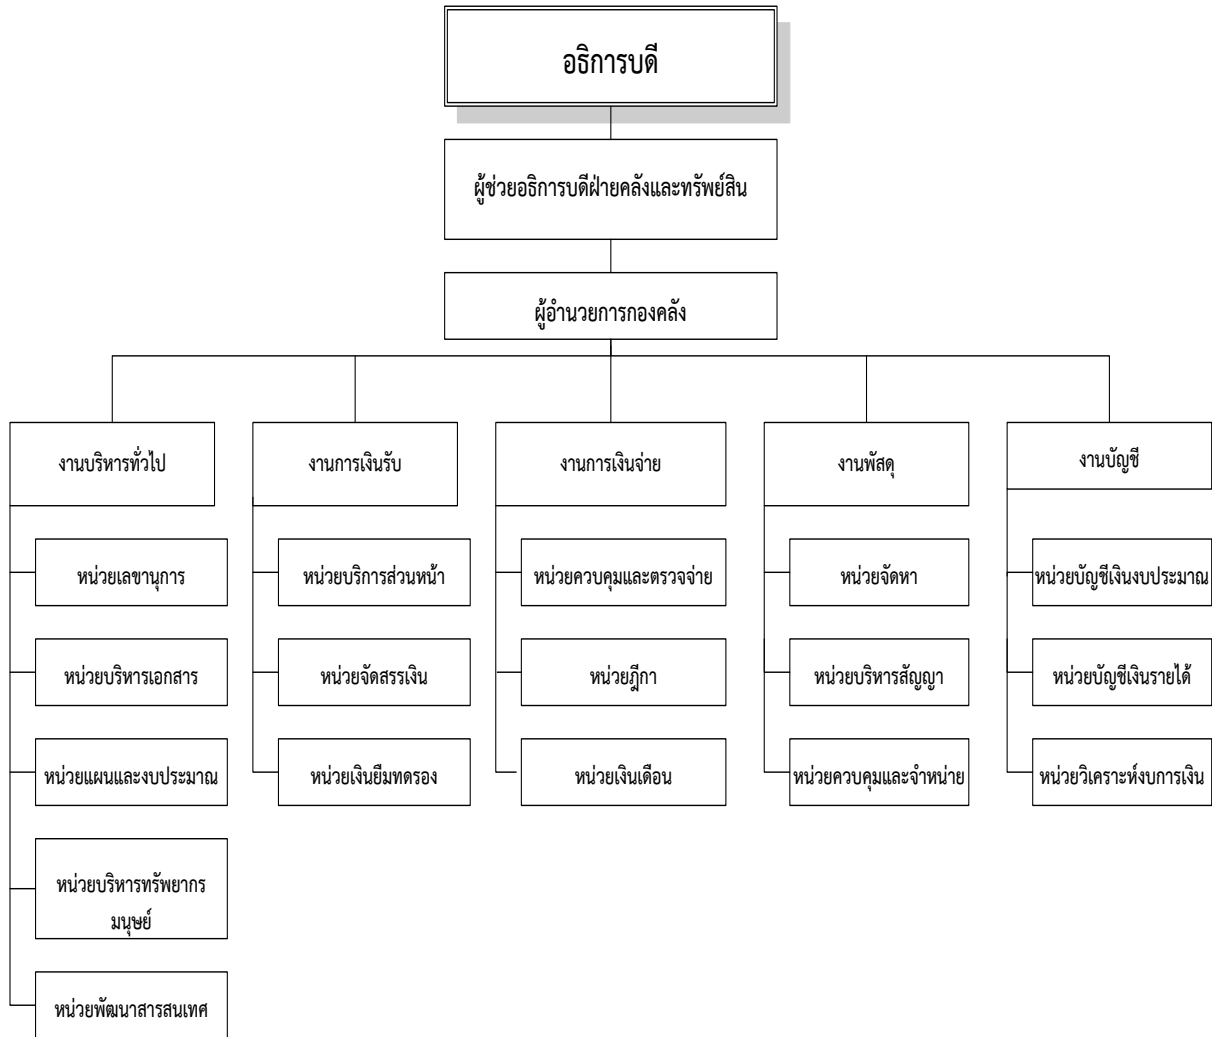 อธิการบดี
ผู้ช่วยอธิการบดีฝ่ายคลังและทรัพย์สิน
ผู้อำนวยการกองคลัง
งานบริหารทั่วไป
งานการเงินรับ
งานการเงินจ่าย
งานพัสดุ
งานบัญชี
หน่วยเลขานุการ
หน่วยบริการส่วนหน้า
หน่วยควบคุมและตรวจจ่าย
หน่วยจัดหา
หน่วยบัญชีเงินงบประมาณ
หน่วยบริหารเอกสาร
หน่วยจัดสรรเงิน
หน่วยฎีกา
หน่วยบริหารสัญญา
หน่วยบัญชีเงินรายได้
หน่วยแผนและงบประมาณ
หน่วยเงินยืมทดรอง
หน่วยเงินเดือน
หน่วยควบคุมและจำหน่าย
หน่วยวิเคราะห์งบการเงิน
หน่วยบริหารทรัพยากร
มนุษย์
หน่วยพัฒนาสารสนเทศ